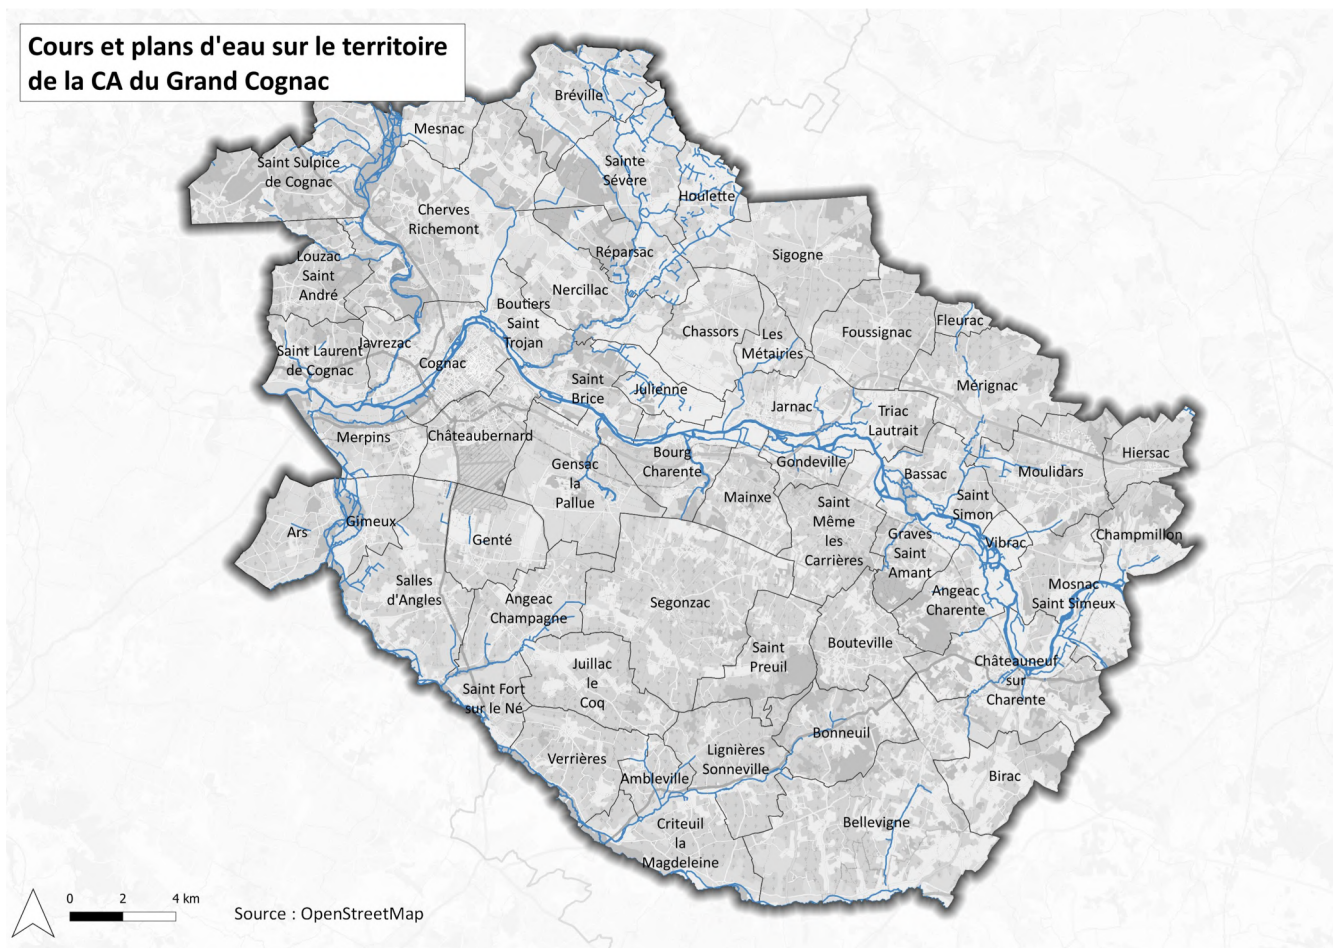 Cours et plans d'eau sur le territoire
de la CA du Grand Cognac
Bréville
Mesnac
Saint Sulpice
de Cognac
Sainte
Sévère
Houlette
Cherves
Richemont
Réparsac
Sigogne
Louzac
Saint
André
Nercillac
Boutiers
Saint
Trojan
Chassors
Les
Métairies
Foussignac
Fleurac
Saint Laurent
de Cognac
Javrezac
Cognac
Saint
Brice
Julienne
Mérignac
Jarnac
Triac
Lautrait
Merpins
Châteaubernard
Gensac
la
Pallue
Bourg
Charente
Gondeville
Bassac
Moulidars
Hiersac
Mainxe
Saint
Même
les
Carrières
Saint
Simon
Ars
Gimeux
Genté
Graves
Saint
Amant
Vibrac
Champmillon
Salles
d'Angles
Angeac
Champagne
Segonzac
Angeac
Charente
Mosnac
Saint Simeux
Saint
Preuil
Bouteville
Juillac
le
Coq
Châteauneuf
sur
Charente
Saint Fort
sur le Né
Verrières
Ambleville
Lignières
Sonneville
Bonneuil
Birac
Criteuil
la
Magdeleine
Bellevigne
0 2 4 km
Source : OpenStreetMap